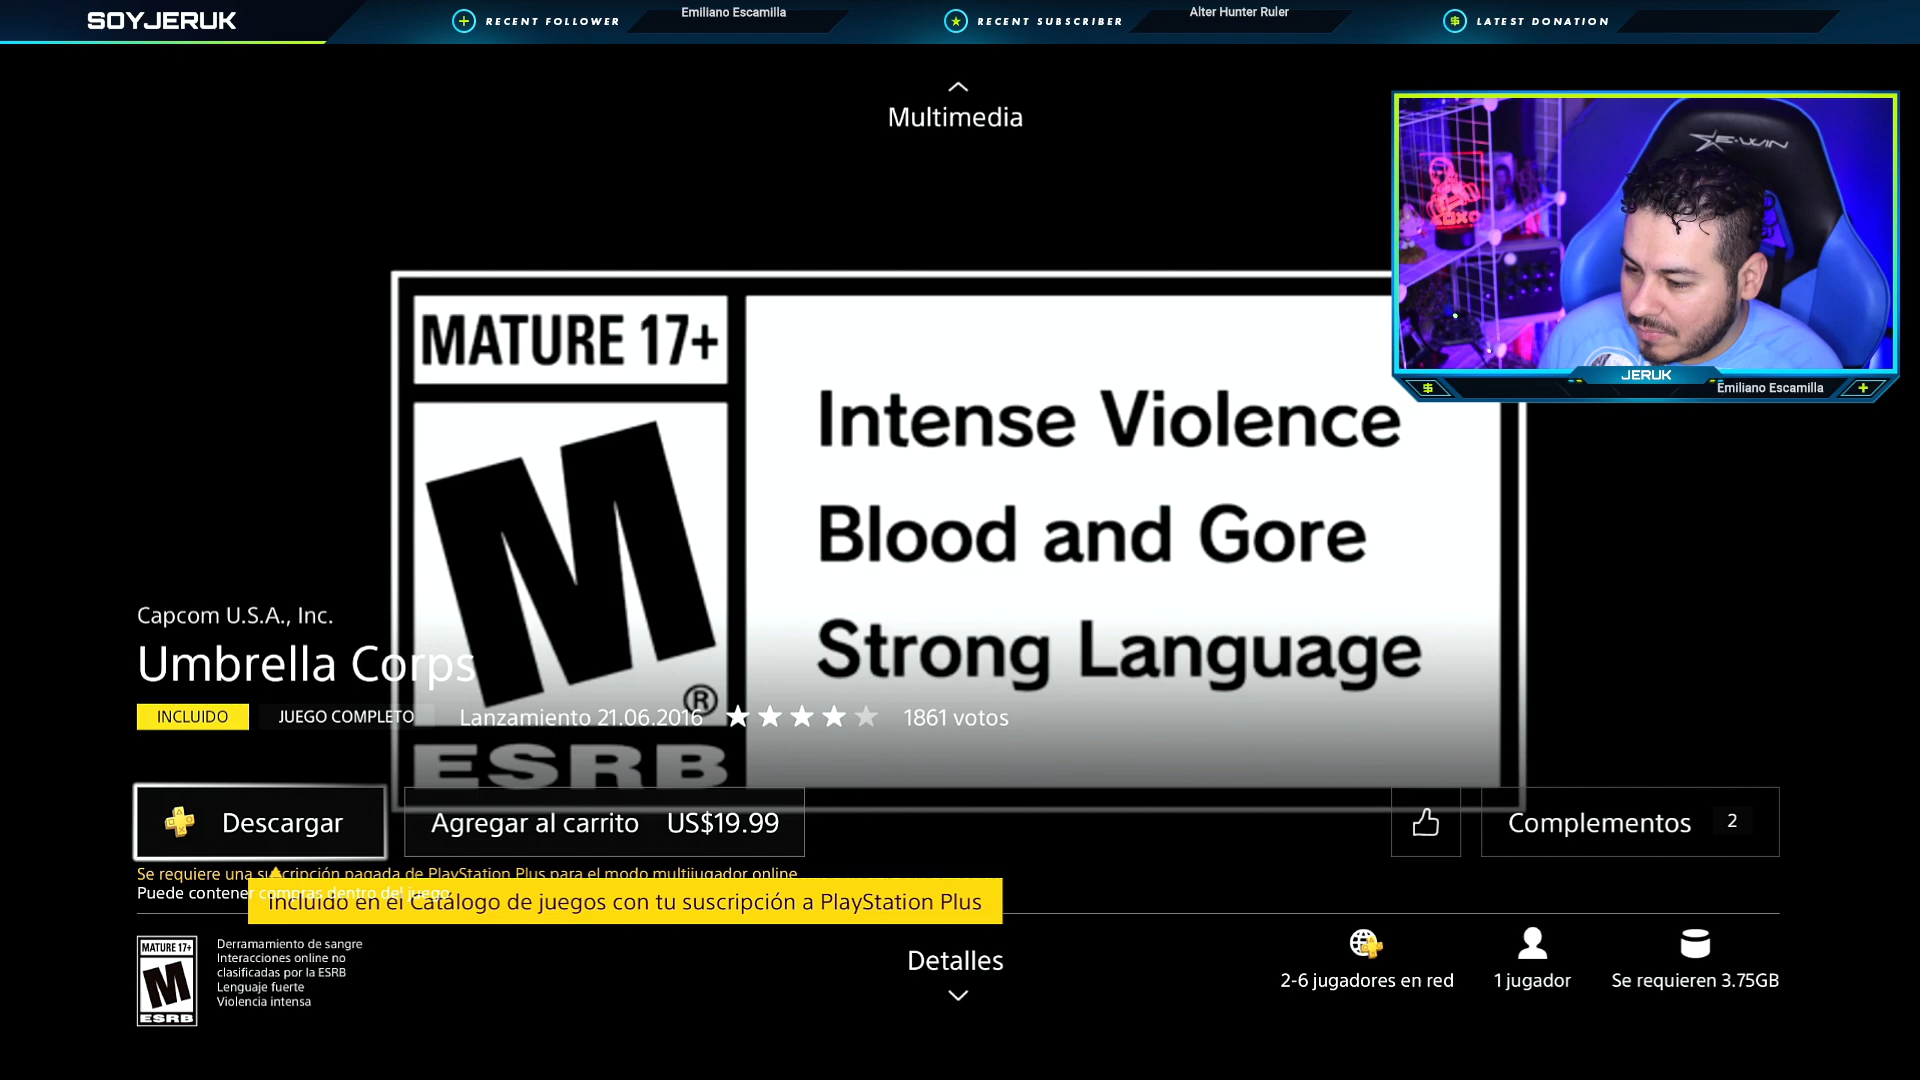 SOYJERUK
RECENT FOLLOWER
Emiliano Escamilla
RECENT SUBSCRIBER
Alter Hunter Ruler
LATEST DONATION
Multimedia
E-WIN
MATURE 17+
M
®
ESRB
Intense Violence
Blood and Gore
Strong Language
JERUK
Emiliano Escamilla
Capcom U.S.A., Inc.
Umbrella Corps
INCLUIDO
JUEGO COMPLETO
Lanzamiento 21.06.2016
1861 votos
Descargar
Agregar al carrito US$19.99
Complementos 2
Se requiere una suscripción pagada de PlayStation Plus para el modo multijugador online
Puede contener compras dentro del juego
Incluido en el Catálogo de juegos con tu suscripción a PlayStation Plus
MATURE 17+
M
ESRB
Derramamiento de sangre
Interacciones online no
clasificadas por la ESRB
Lenguaje fuerte
Violencia intensa
Detalles
2-6 jugadores en red
1 jugador
Se requieren 3.75GB